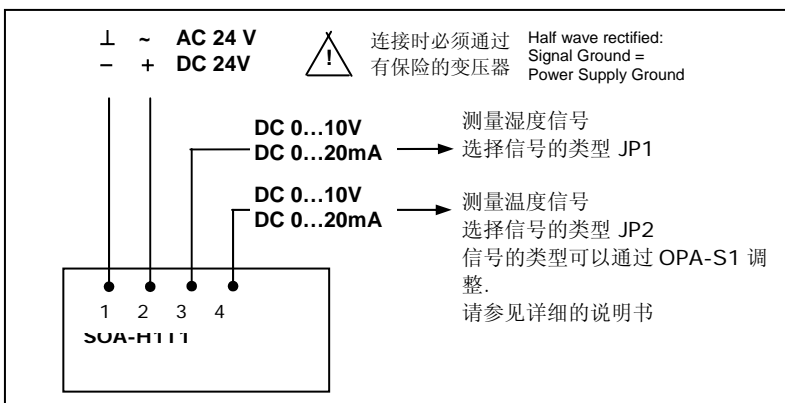 ⊥ ~ AC 24 V
− + DC 24V
连接时必须通过
有保险的变压器
!
Half wave rectified:
Signal Ground =
Power Supply Ground
DC 0…10V
DC 0…20mA
测量湿度信号
选择信号的类型 JP1
DC 0…10V
DC 0…20mA
测量温度信号
选择信号的类型 JP2
信号的类型可以通过 OPA-S1 调
整.
请参见详细的说明书
1 2 3 4
SOA-H1T1